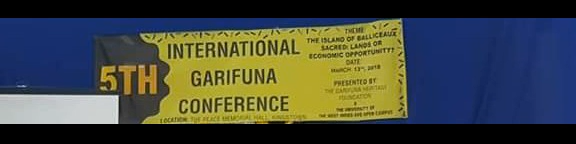 5TH
INTERNATIONAL
GARIFUNA
CONFERENCE
LOCATION: THE PEACE MEMORIAL HALL, KINGSTOWN
THEME:
THE ISLAND OF BALLICEAUX
SACRED: LANDS OR
ECONOMIC OPPORTUNITY?
DATE:
MARCH 13TH, 2018
PRESENTED BY:
THE GARIFUNA HERITAGE
FOUNDATION
&
THE UNIVERSITY OF
THE WEST INDIES AND OPEN CAMPUS